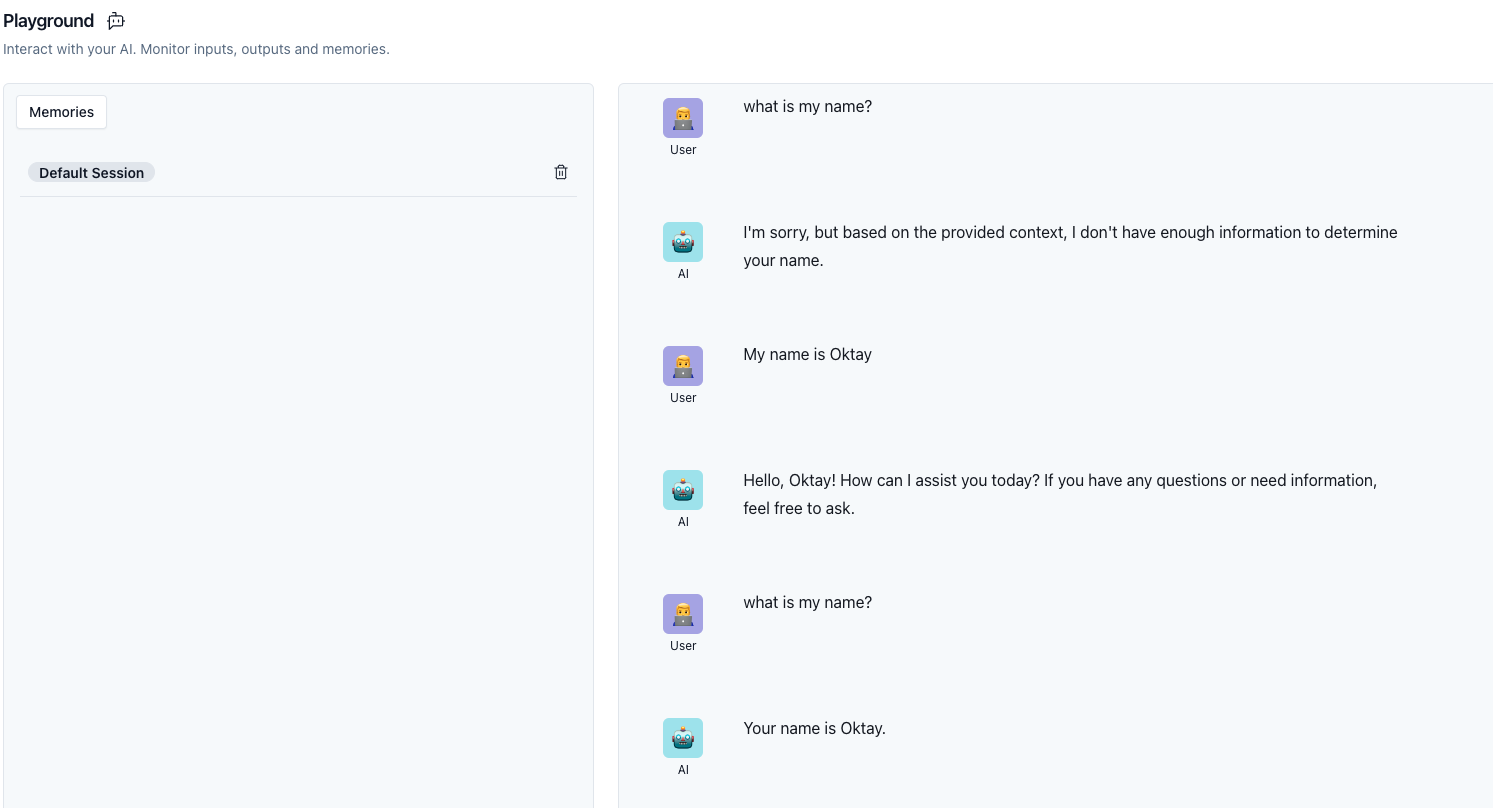 Playground
Interact with your AI. Monitor inputs, outputs and memories.
Memories
Default Session
what is my name?
User
I'm sorry, but based on the provided context, I don't have enough information to determine
your name.
AI
My name is Oktay
User
Hello, Oktay! How can I assist you today? If you have any questions or need information,
feel free to ask.
AI
what is my name?
User
Your name is Oktay.
AI